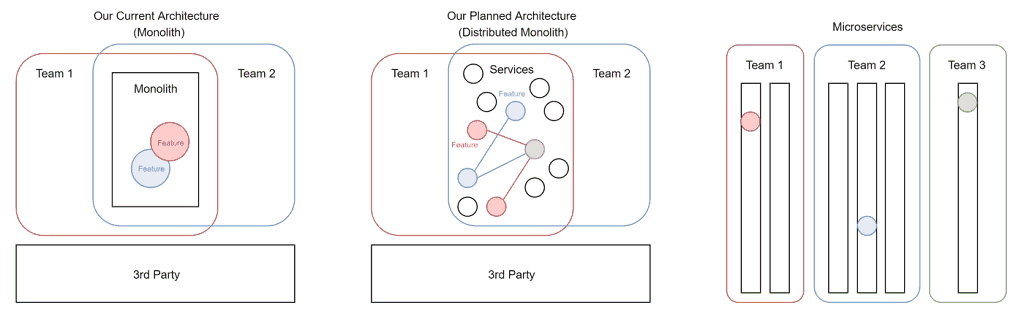 Our Current Architecture
(Monolith)
Team 1
Team 2
Monolith
Feature
Feature
3rd Party
Our Planned Architecture
(Distributed Monolith)
Team 1
Services
Team 2
Feature
Feature
3rd Party
Microservices
Team 1
Team 2
Team 3